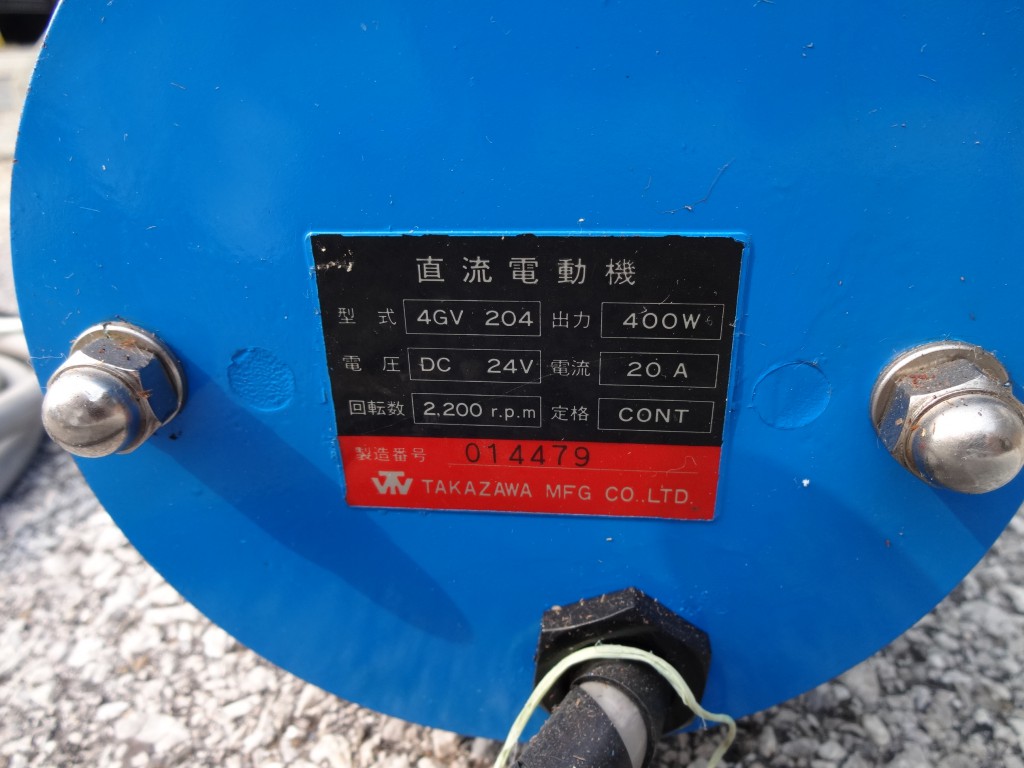 直流電動機
型式 4GV 204 出力 400W
電圧 DC 24V 電流 20A
回転数 2,200 r.p.m 定格 CONT
製造番号 014479
TAKAZAWA MFG CO.,LTD.